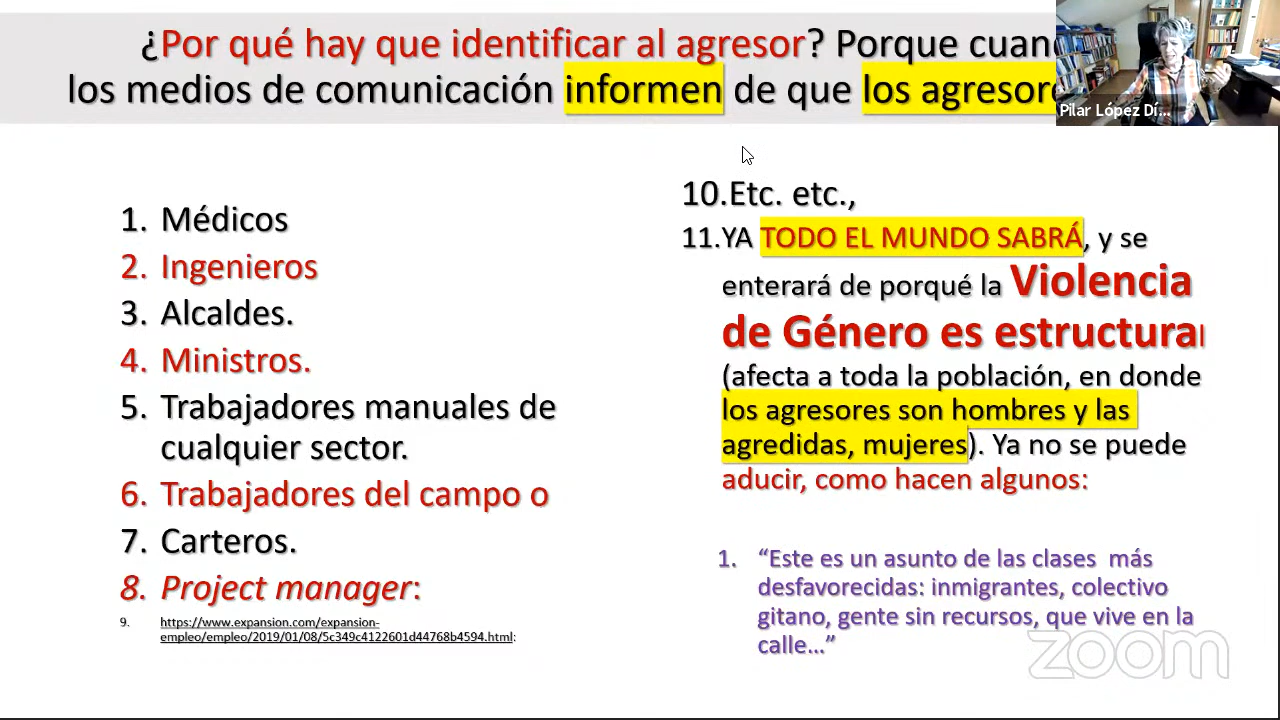 ¿Por qué hay que identificar al agresor? Porque
los medios de comunicación informen de que los
Pilar López Dí...
1. Médicos
2. Ingenieros
3. Alcaldes.
4. Ministros.
5. Trabajadores manuales de
cualquier sector.
6. Trabajadores del campo o
7. Carteros.
8. Project manager:
9. https://www.expansion.com/expansion-
empleo/empleo/2019/01/08/5c349c4122601d44768b4594.html:
10.Etc. etc.,
11.YA TODO EL MUNDO SABRÁ, y se
enterará de porqué la Violencia
de Género es
(afecta a toda la población, en donde
los agresores son hombres y las
agredidas, mujeres). Ya no se puede
aducir, como hacen algunos:
1. “Este es un asunto de las clases más
desfavorecidas: inmigrantes, colectivo
gitano, gente sin recursos, que vive en la
calle…”
zoom